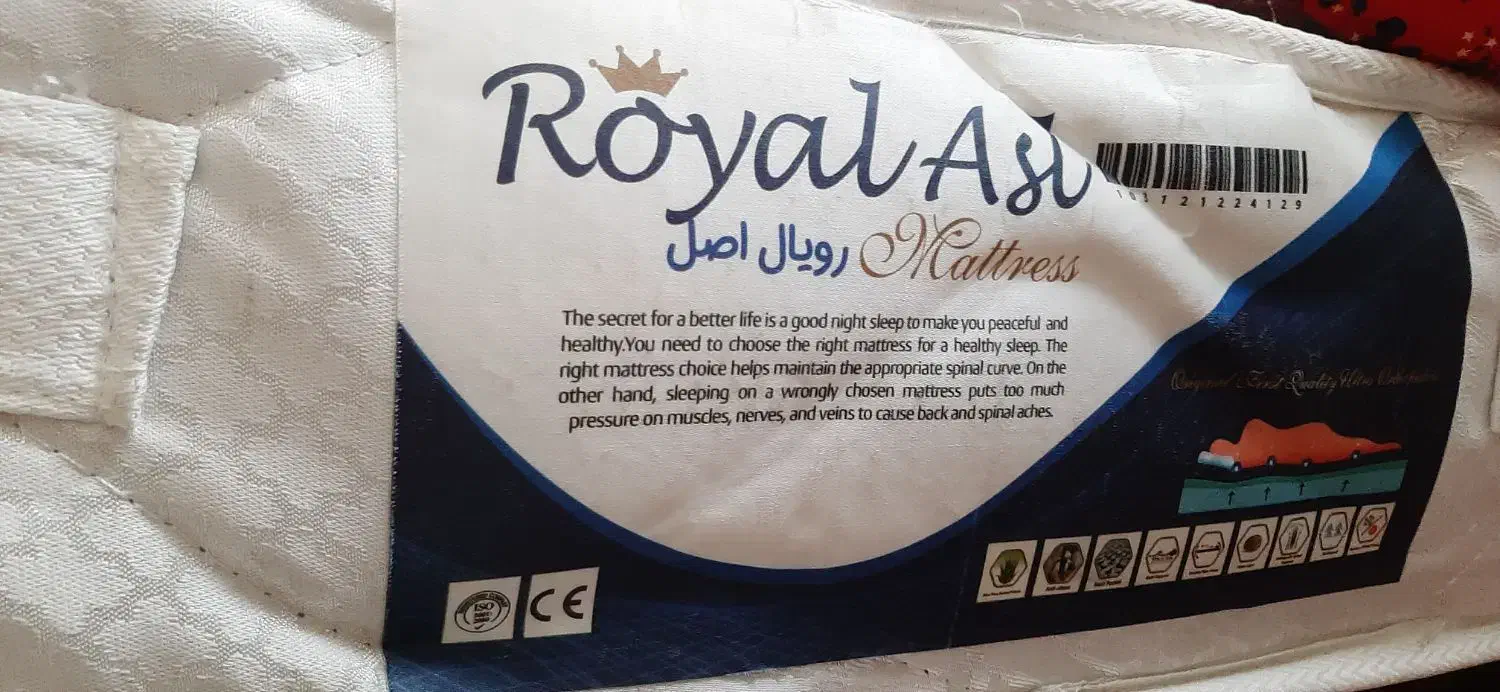 Royal Asl
رویال اصل Mattress
The secret for a better life is a good night sleep to make you peaceful and
healthy.You need to choose the right mattress for a healthy sleep. The
right mattress choice helps maintain the appropriate spinal curve. On the
other hand, sleeping on a wrongly chosen mattress puts too much
pressure on muscles, nerves, and veins to cause back and spinal aches.
Quality
ISO
CE